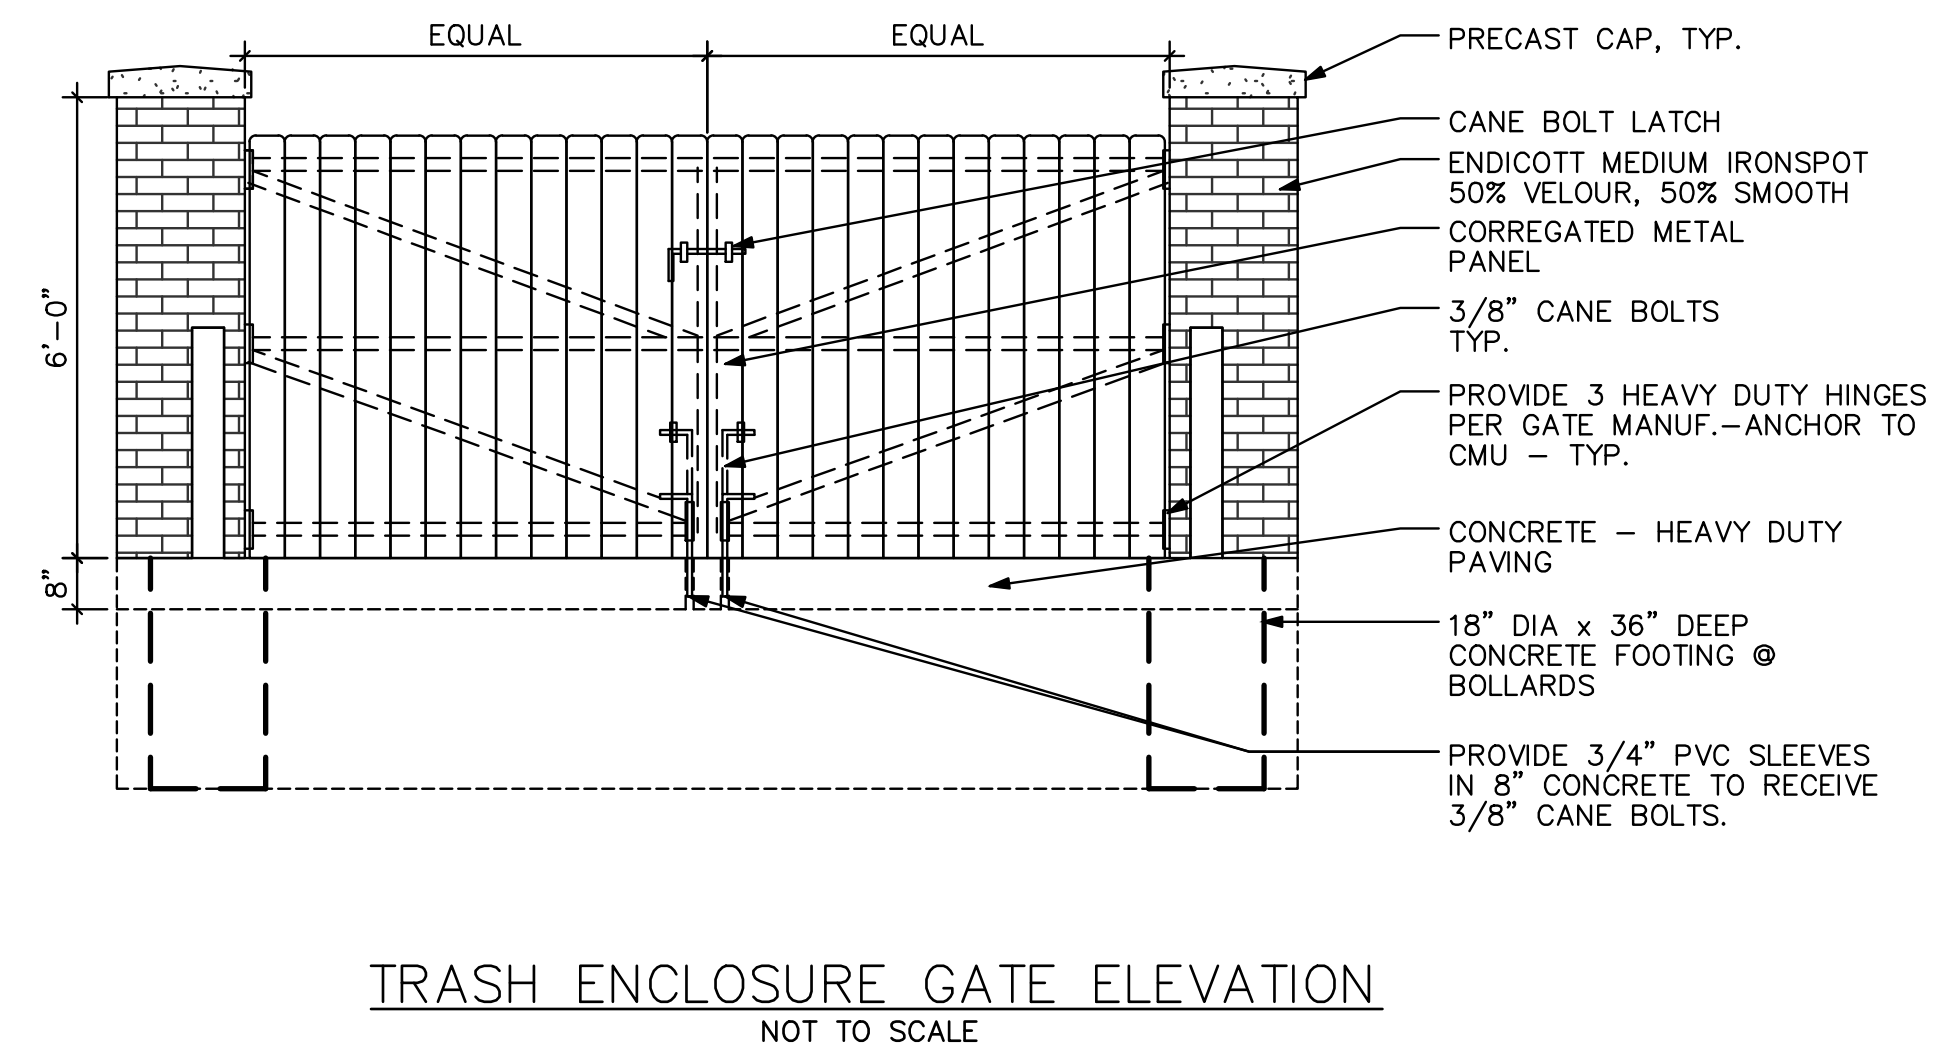 EQUAL
EQUAL
PRECAST CAP, TYP.
CANE BOLT LATCH
ENDICOTT MEDIUM IRONSPOT
50% VELOUR, 50% SMOOTH
CORREGATED METAL
PANEL
3/8" CANE BOLTS
TYP.
6'-0"
PROVIDE 3 HEAVY DUTY HINGES
PER GATE MANUF.-ANCHOR TO
CMU - TYP.
CONCRETE - HEAVY DUTY
PAVING
8"
18" DIA x 36" DEEP
CONCRETE FOOTING @
BOLLARDS
PROVIDE 3/4" PVC SLEEVES
IN 8" CONCRETE TO RECEIVE
3/8" CANE BOLTS.
TRASH ENCLOSURE GATE ELEVATION
NOT TO SCALE